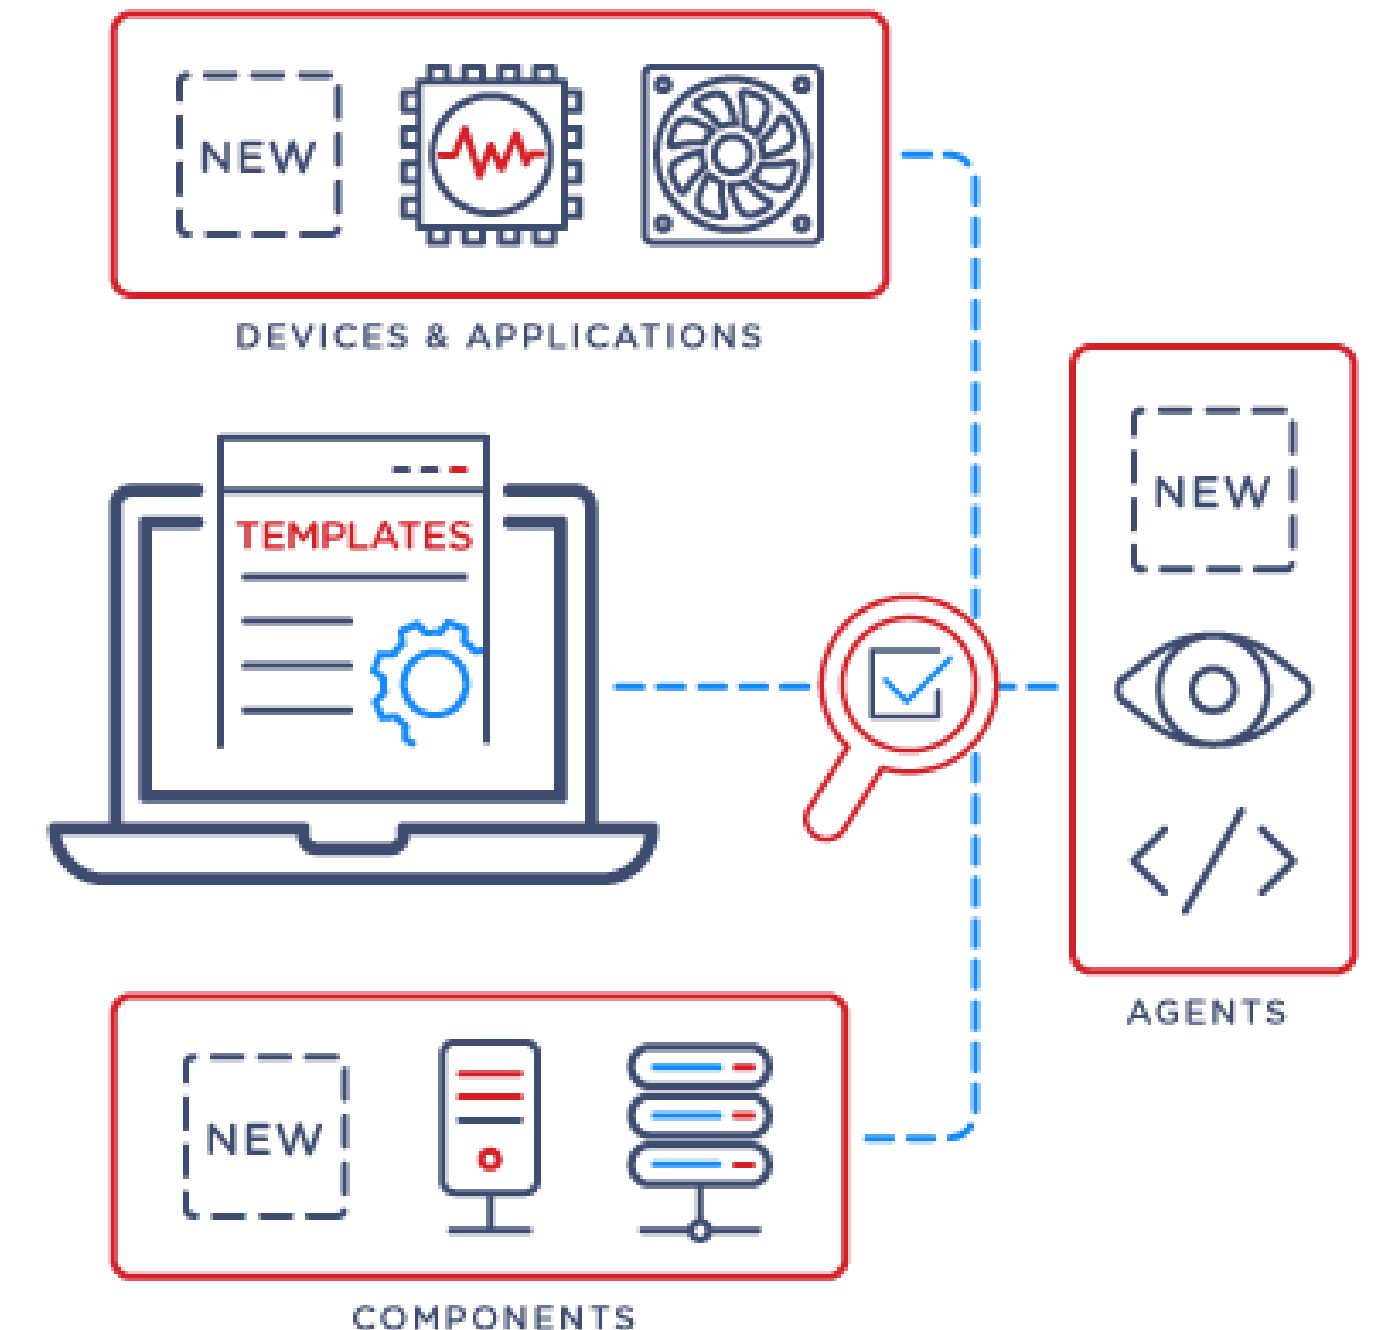 NEW
DEVICES & APPLICATIONS
TEMPLATES
NEW
AGENTS
NEW
COMPONENTS